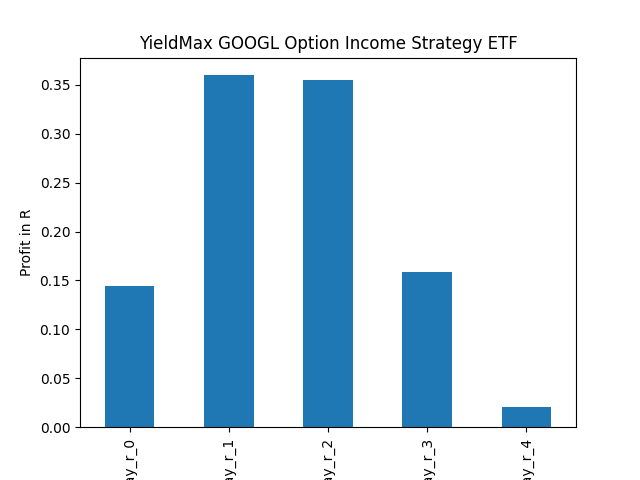 YieldMax GOOGL Option Income Strategy ETF
Profit in R
0.35
0.30
0.25
0.20
0.15
0.10
0.05
0.00
ay_r_0
ay_r_1
ay_r_2
ay_r_3
ay_r_4